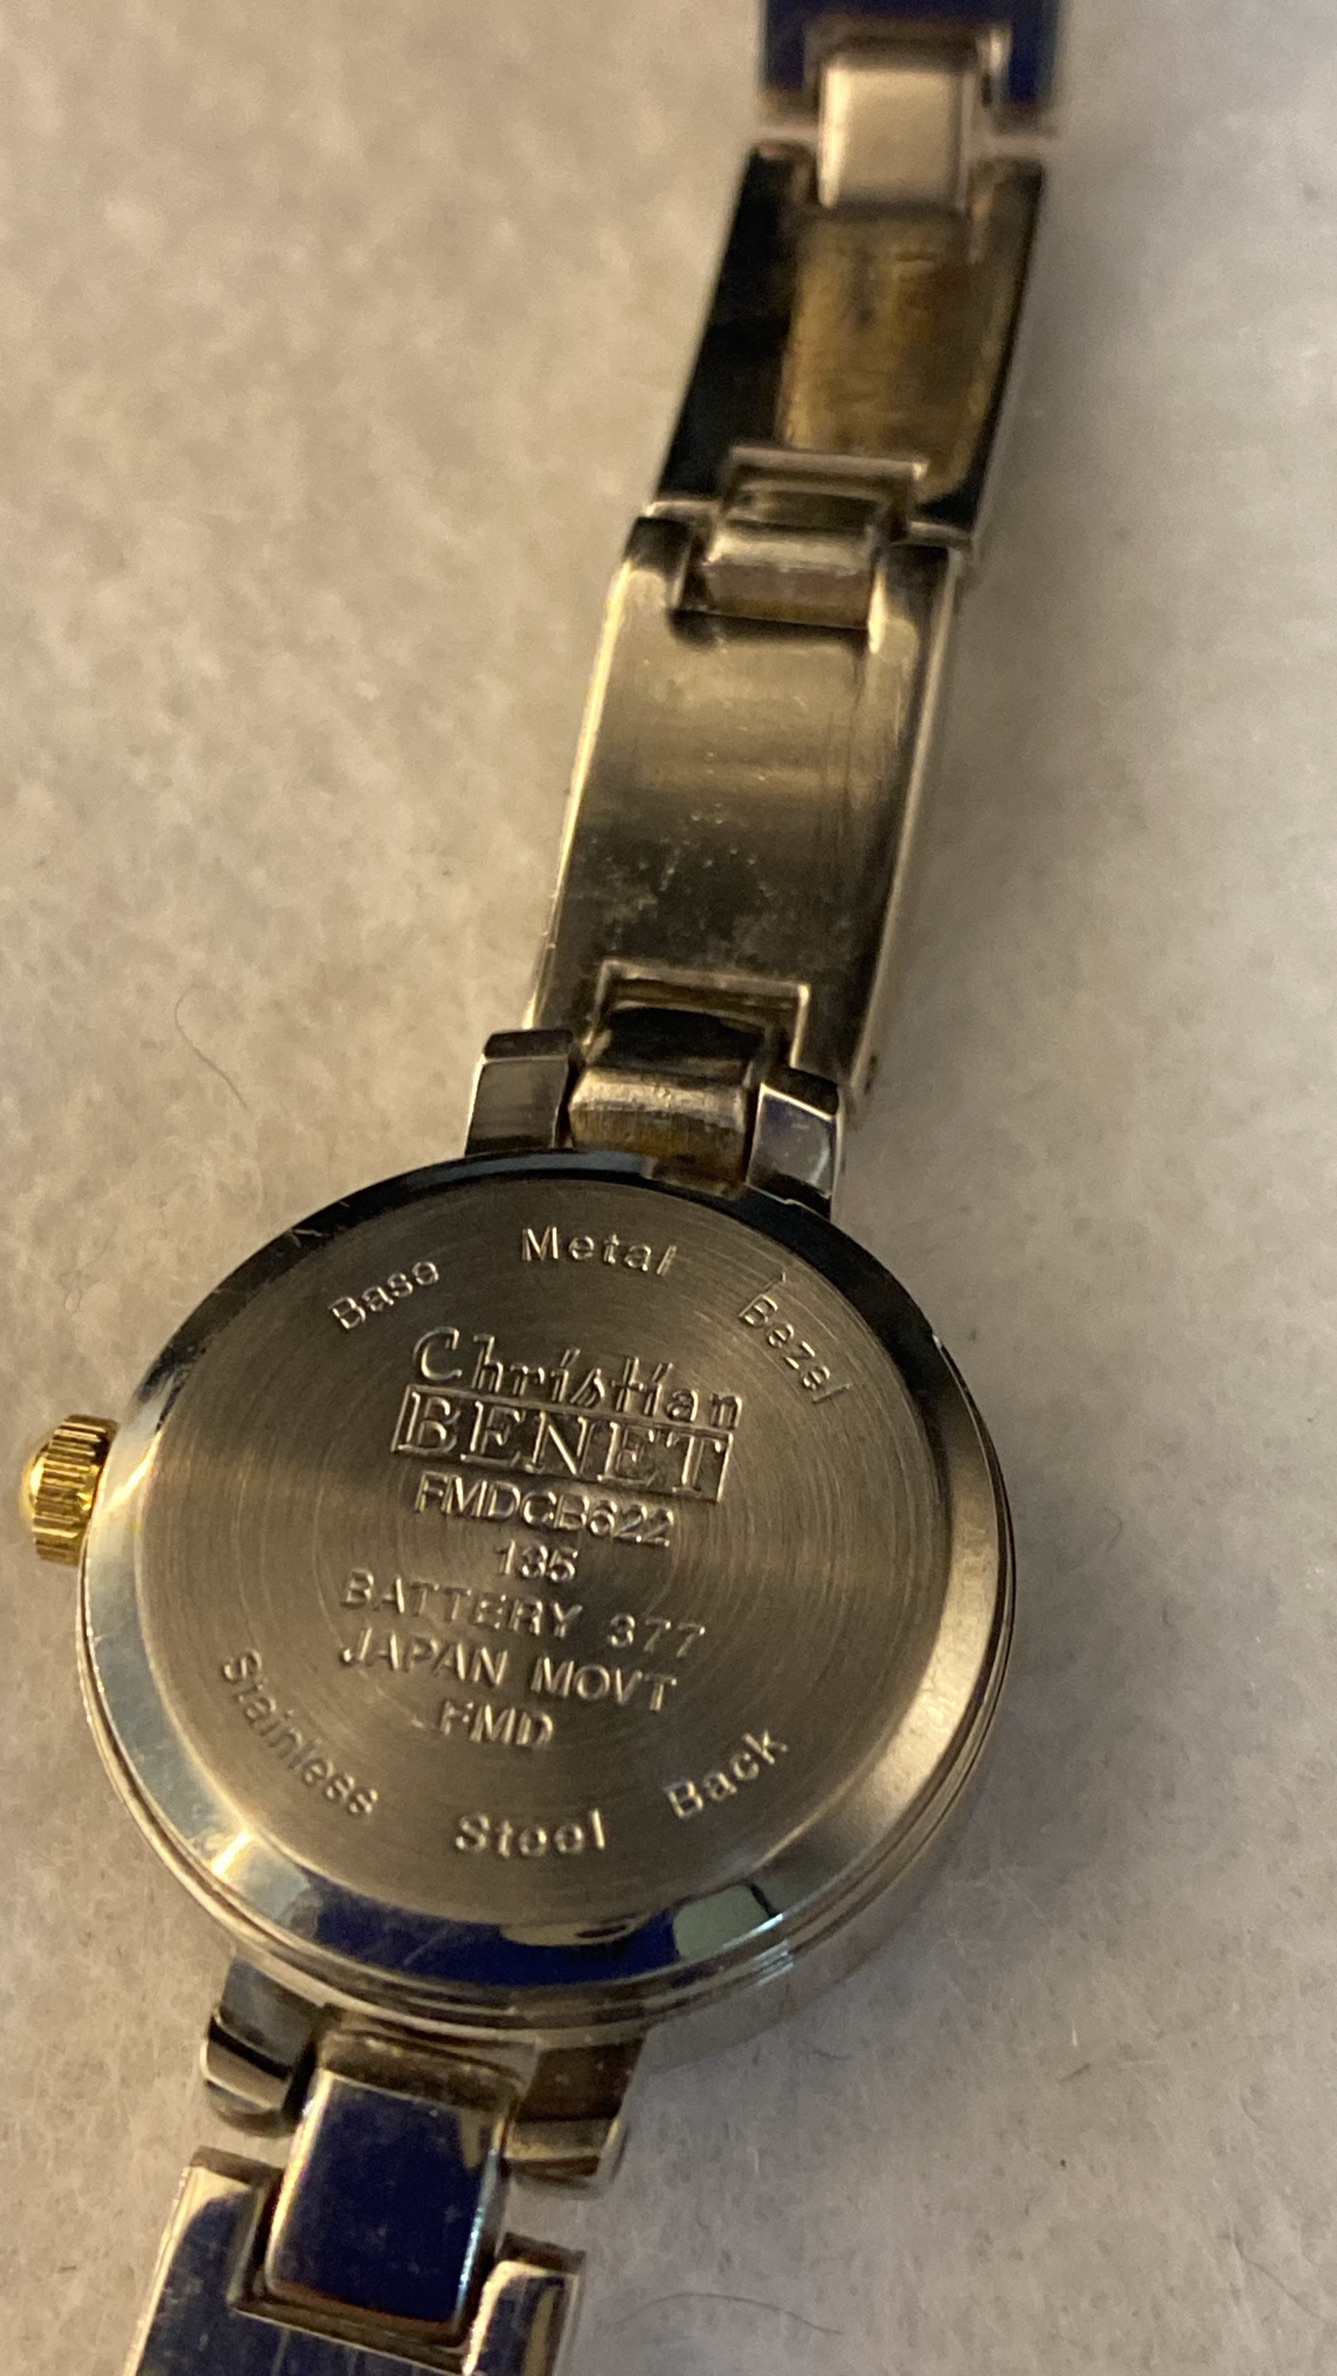 Base Metal Bezel
Christian
BENET
FMDCB622
135
BATTERY 377
JAPAN MOVT
FMD
Stainless Steel Back